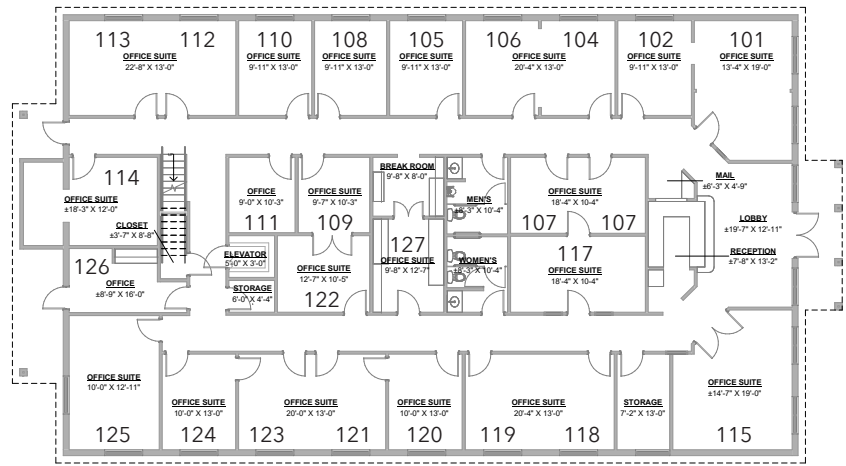 113
112
OFFICE SUITE
22'-8" X 13'-0"
110
OFFICE SUITE
9'-11" X 13'-0"
108
OFFICE SUITE
9'-11" X 13'-0"
105
OFFICE SUITE
9'-11" X 13'-0"
106
104
OFFICE SUITE
20'-4" X 13'-0"
102
OFFICE SUITE
9'-11" X 13'-0"
101
OFFICE SUITE
13'-4" X 19'-0"
114
OFFICE SUITE
±18'-3" X 12'-0"
CLOSET
±3'-7" X 8'-8"
OFFICE
9'-0" X 10'-3"
111
OFFICE SUITE
9'-7" X 10'-3"
109
BREAK ROOM
9'-8" X 8'-0"
MEN'S
±8'-3" X 10'-4"
OFFICE SUITE
18'-4" X 10'-4"
107
107
MAIL
±6'-3" X 4'-9"
LOBBY
±19'-7" X 12'-11"
RECEPTION
±7'-8" X 13'-2"
126
OFFICE
±8'-9" X 16'-0"
ELEVATOR
5'-0" X 3'-0"
STORAGE
6'-0" X 4'-4"
OFFICE SUITE
12'-7" X 10'-5"
122
127
OFFICE SUITE
9'-8" X 12'-7"
WOMEN'S
±8'-3" X 10'-4"
117
OFFICE SUITE
18'-4" X 10'-4"
OFFICE SUITE
10'-0" X 12'-11"
125
OFFICE SUITE
10'-0" X 13'-0"
124
OFFICE SUITE
20'-0" X 13'-0"
123
121
OFFICE SUITE
10'-0" X 13'-0"
120
OFFICE SUITE
20'-4" X 13'-0"
119
118
STORAGE
7'-2" X 13'-0"
OFFICE SUITE
±14'-7" X 19'-0"
115